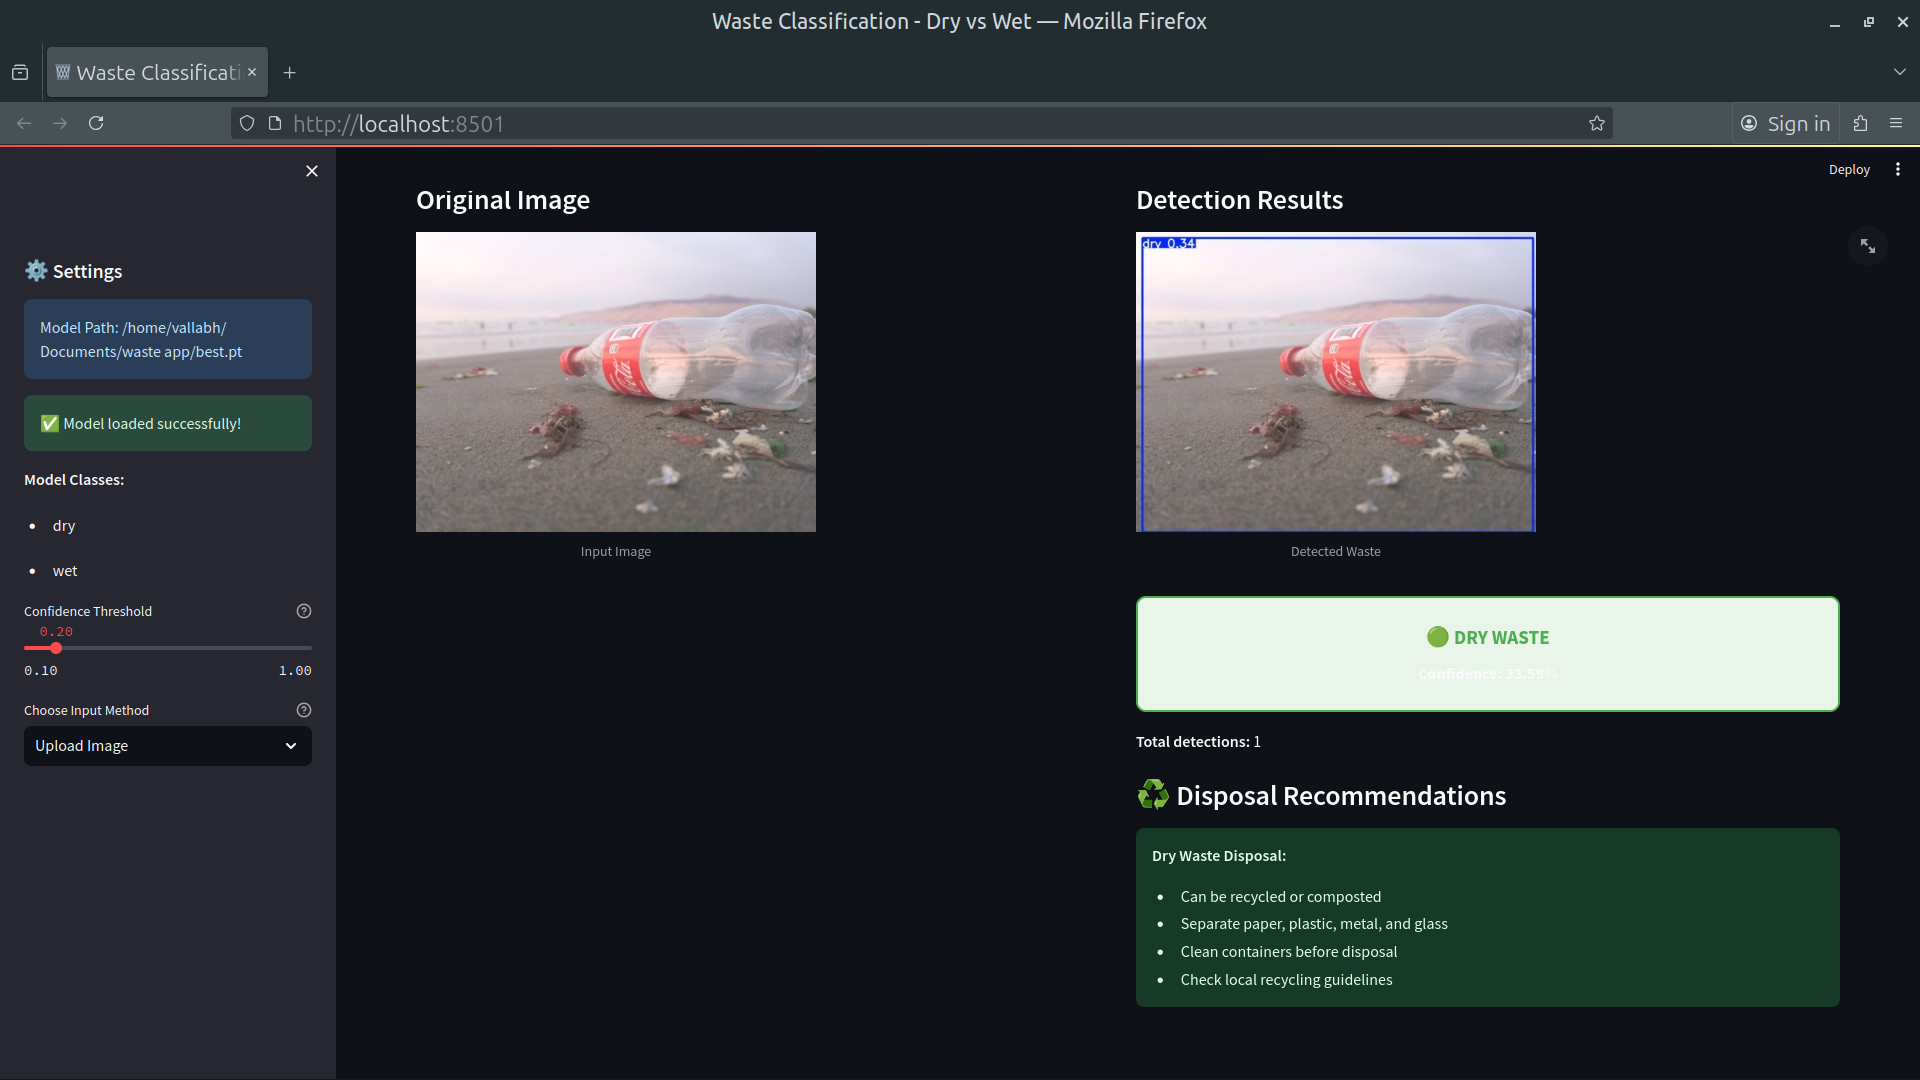 Waste Classification - Dry vs Wet — Mozilla Firefox
Waste Classificati
http://localhost:8501
Sign in
Deploy
⚙️ Settings
Model Path: /home/vallabh/
Documents/waste app/best.pt
✅ Model loaded successfully!
Model Classes:
• dry
• wet
Confidence Threshold
0.20
0.10 1.00
Choose Input Method
Upload Image
Original Image
Coca-Cola
Input Image
Detection Results
dry 0.34
Coca-Cola
Detected Waste
🟢 DRY WASTE
Confidence: 33.59%
Total detections: 1
♻️ Disposal Recommendations
Dry Waste Disposal:
• Can be recycled or composted
• Separate paper, plastic, metal, and glass
• Clean containers before disposal
• Check local recycling guidelines